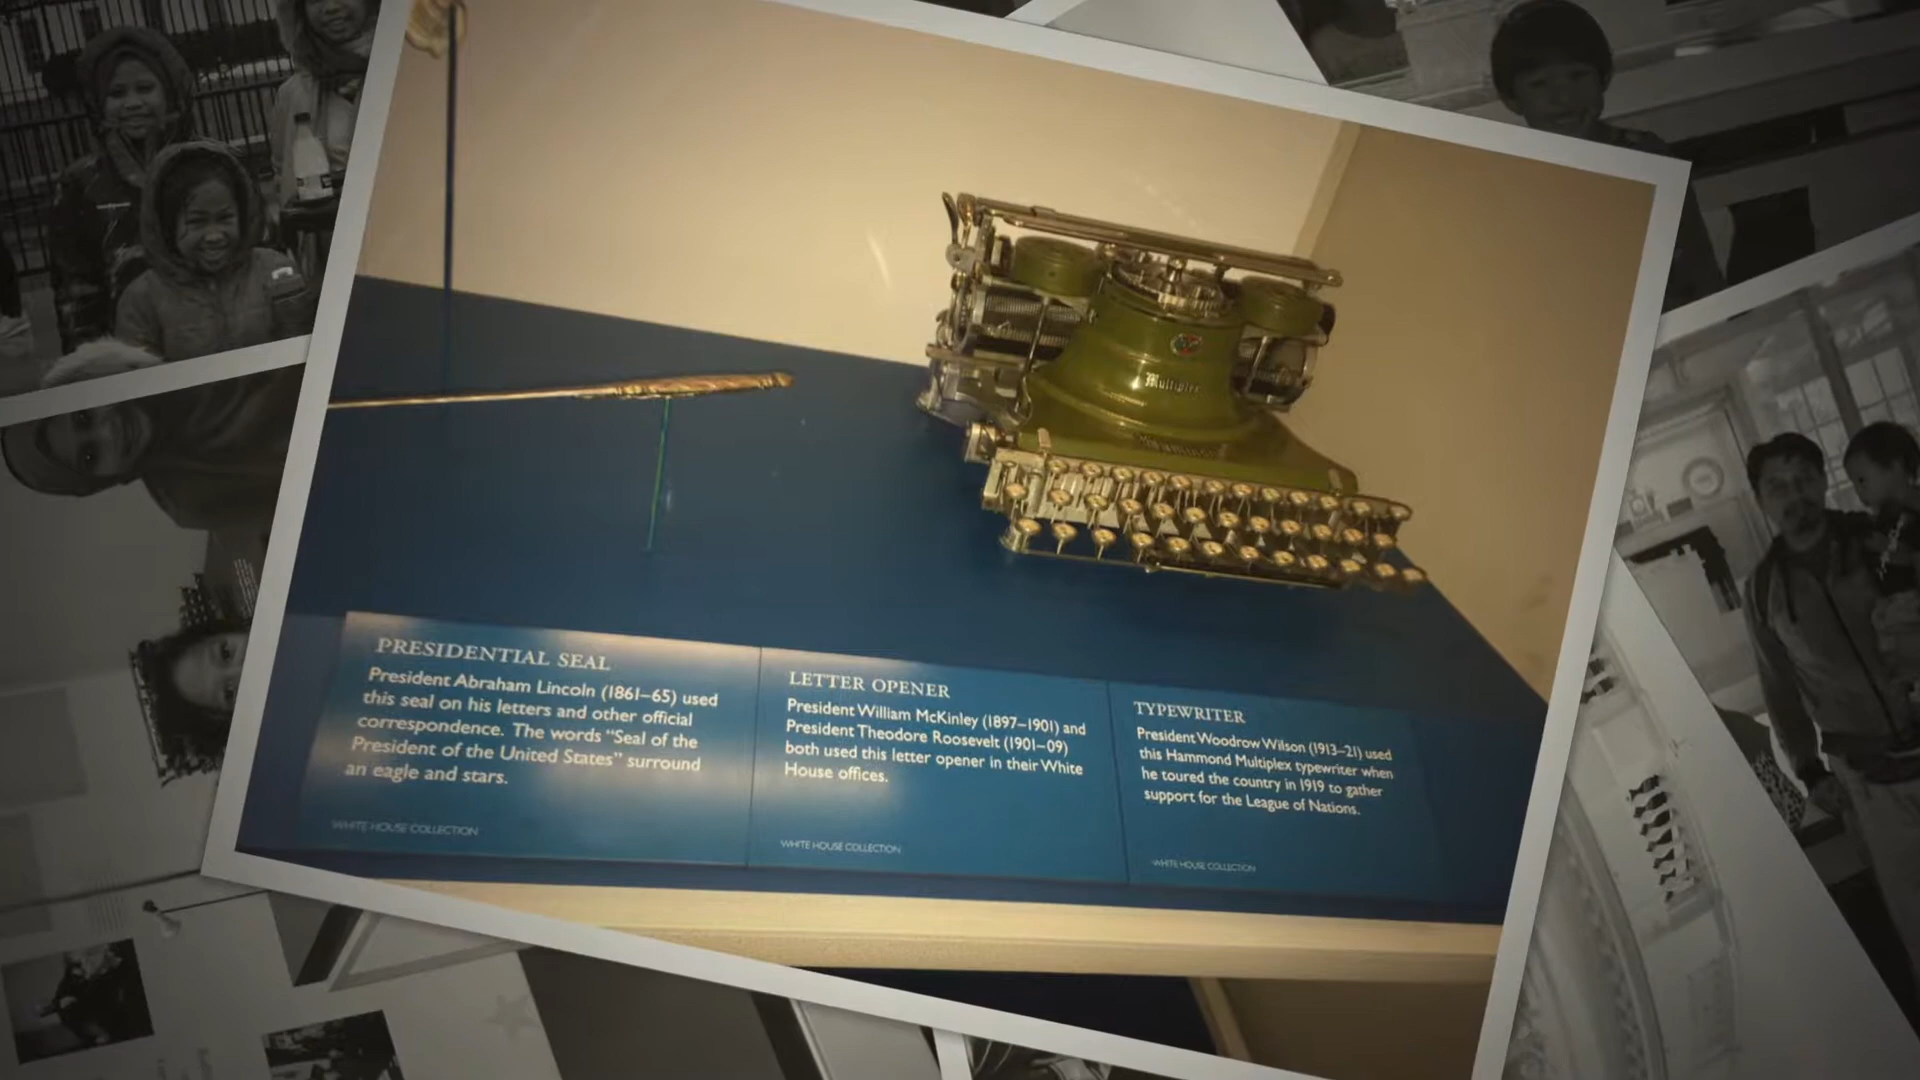 Multiplex
PRESIDENTIAL SEAL
President Abraham Lincoln (1861–65) used
this seal on his letters and other official
correspondence. The words “Seal of the
President of the United States” surround
an eagle and stars.
WHITE HOUSE COLLECTION
LETTER OPENER
President William McKinley (1897–1901) and
President Theodore Roosevelt (1901–09)
both used this letter opener in their White
House offices.
WHITE HOUSE COLLECTION
TYPEWRITER
President Woodrow Wilson (1913–21) used
this Hammond Multiplex typewriter when
he toured the country in 1919 to gather
support for the League of Nations.
WHITE HOUSE COLLECTION